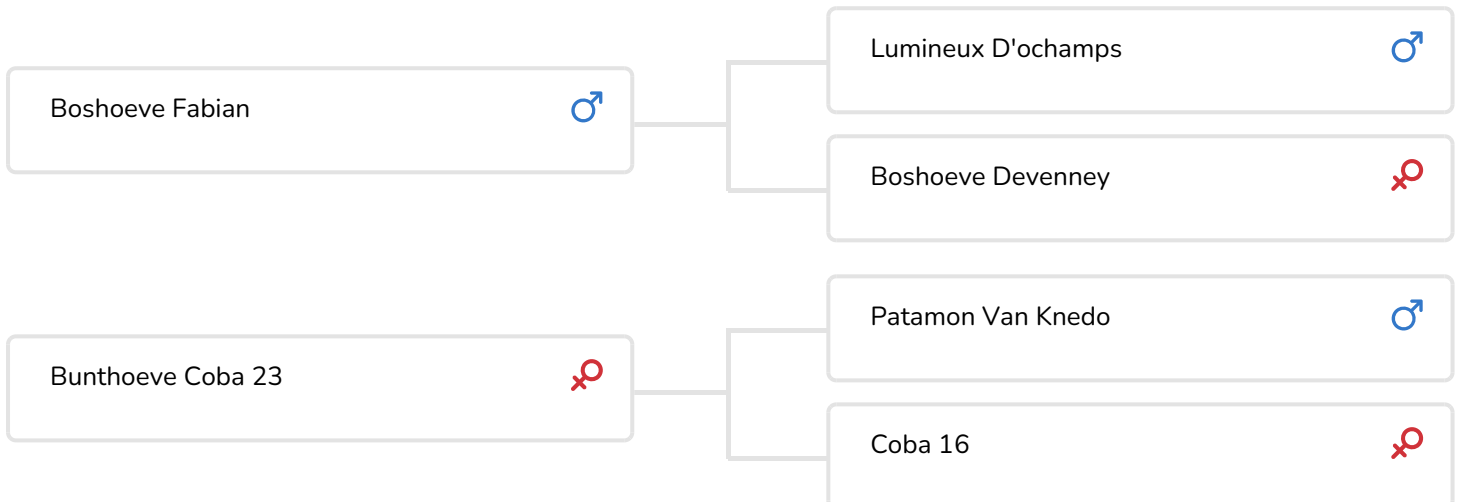 Lumineux D'ochamps
Boshoeve Fabian
Boshoeve Devenney
Patamon Van Knedo
Bunthoeve Coba 23
Coba 16